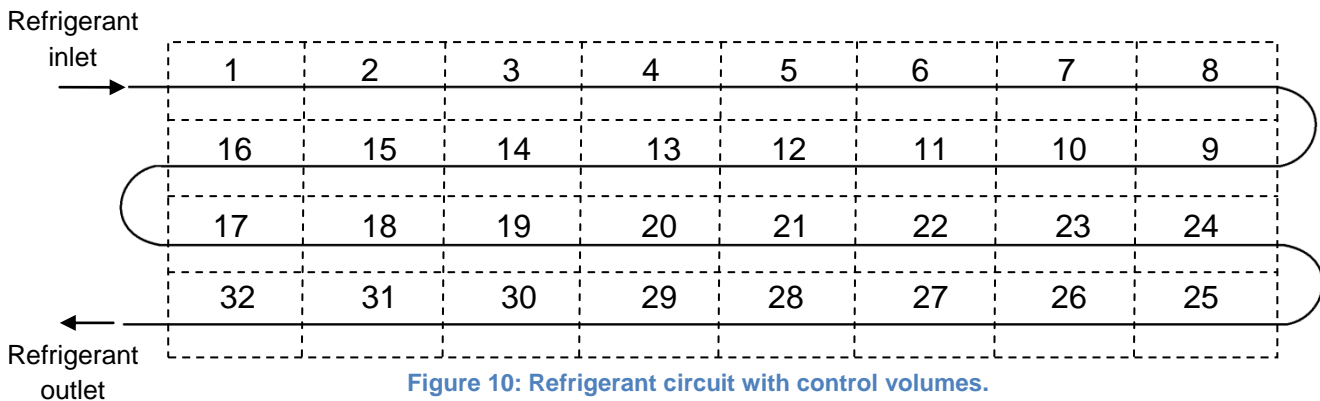 Refrigerant
inlet
1 2 3 4 5 6 7 8
16 15 14 13 12 11 10 9
17 18 19 20 21 22 23 24
32 31 30 29 28 27 26 25
Refrigerant
outlet
Figure 10: Refrigerant circuit with control volumes.